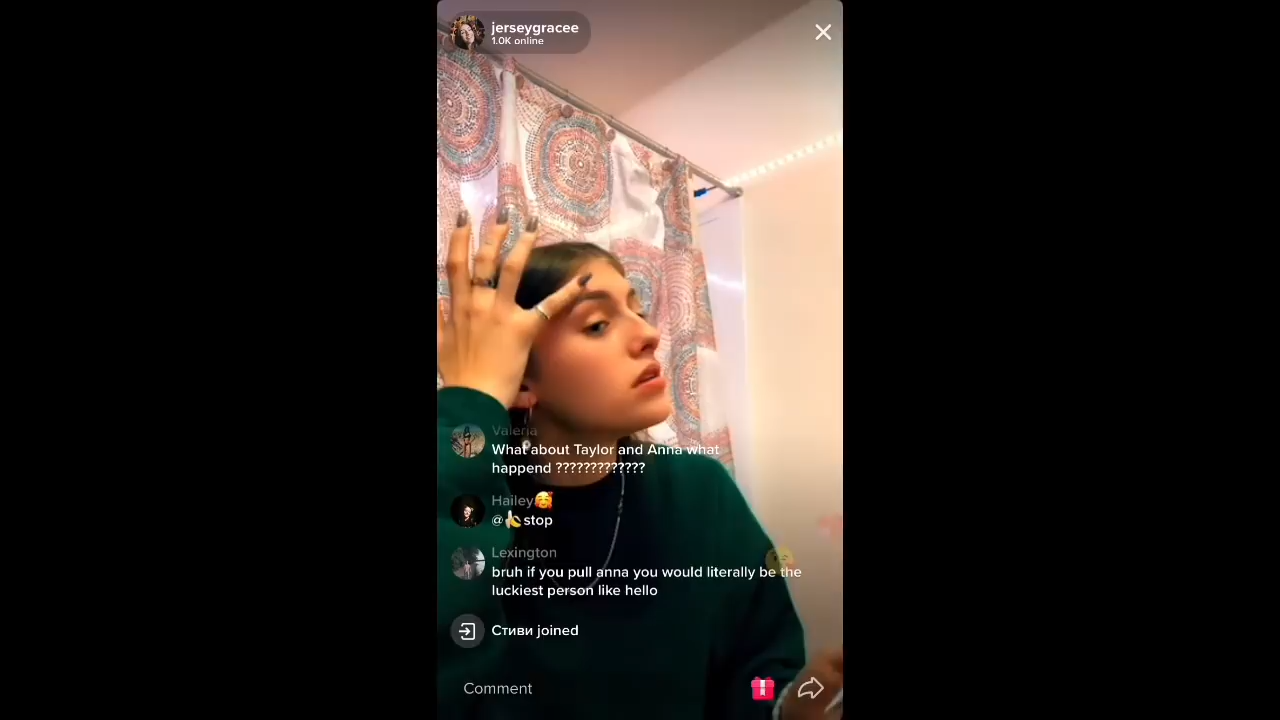 jerseygracee
1.0K online
Valeria
What about Taylor and Anna what
happend ?????????????
Hailey🥰
@🍌stop
Lexington
bruh if you pull anna you would literally be the
luckiest person like hello
Стиви joined
Comment